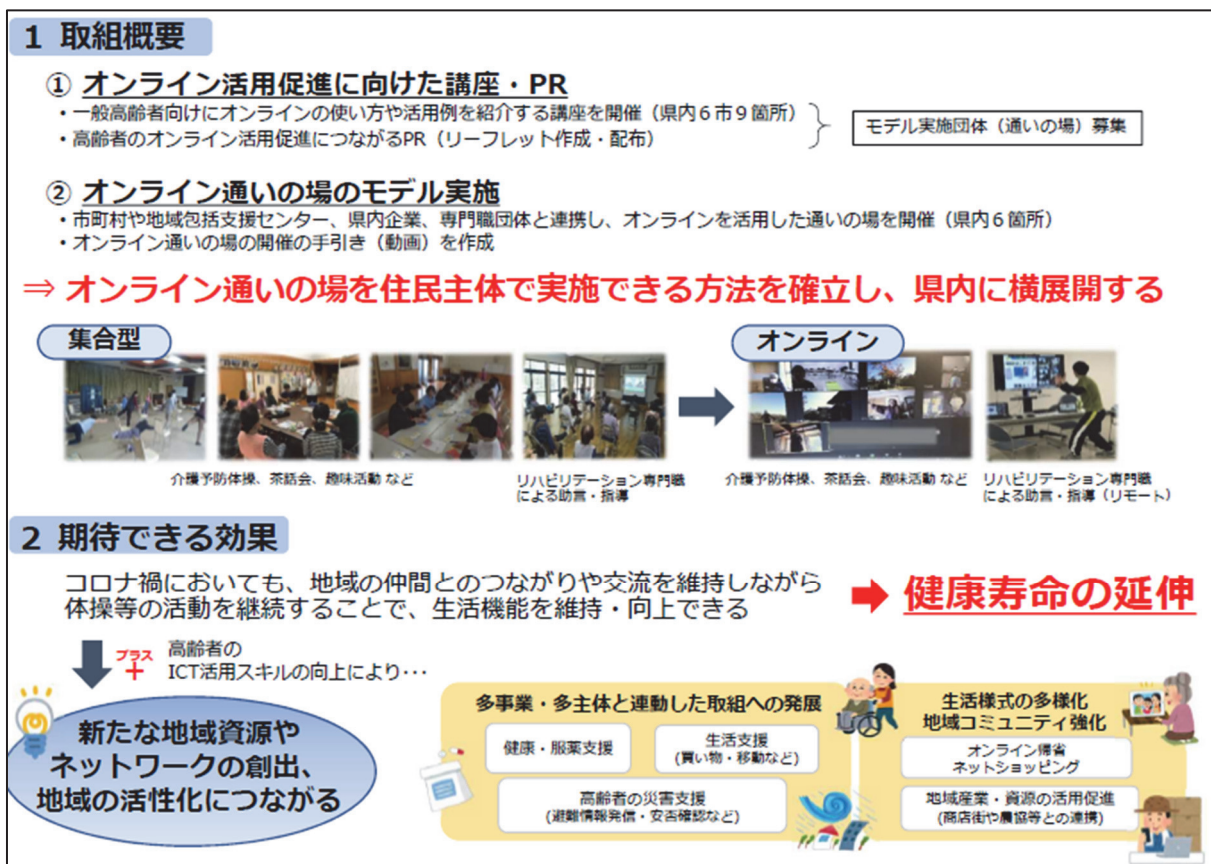 1 取組概要
① オンライン活用促進に向けた講座・PR
・一般高齢者向けにオンラインの使い方や活用例を紹介する講座を開催（県内６市９箇所）
・高齢者のオンライン活用促進につながるPR（リーフレット作成・配布）
モデル実施団体（通いの場）募集
② オンライン通いの場のモデル実施
・市町村や地域包括支援センター、県内企業、専門職団体と連携し、オンラインを活用した通いの場を開催（県内６箇所）
・オンライン通いの場の開催の手引き（動画）を作成
⇒ オンライン通いの場を住民主体で実施できる方法を確立し、県内に横展開する
集合型
オンライン
介護予防体操、茶話会、趣味活動 など
リハビリテーション専門職
による助言・指導
介護予防体操、茶話会、趣味活動 など
リハビリテーション専門職
による助言・指導（リモート）
2 期待できる効果
コロナ禍においても、地域の仲間とのつながりや交流を維持しながら
体操等の活動を継続することで、生活機能を維持・向上できる
健康寿命の延伸
プラス
＋
高齢者の
ICT活用スキルの向上により･･･
新たな地域資源や
ネットワークの創出、
地域の活性化につながる
多事業・多主体と連動した取組への発展
健康・服薬支援
生活支援
(買い物・移動など)
高齢者の災害支援
(避難情報発信・安否確認など)
生活様式の多様化
地域コミュニティ強化
オンライン帰省
ネットショッピング
地域産業・資源の活用促進
(商店街や農協等との連携)